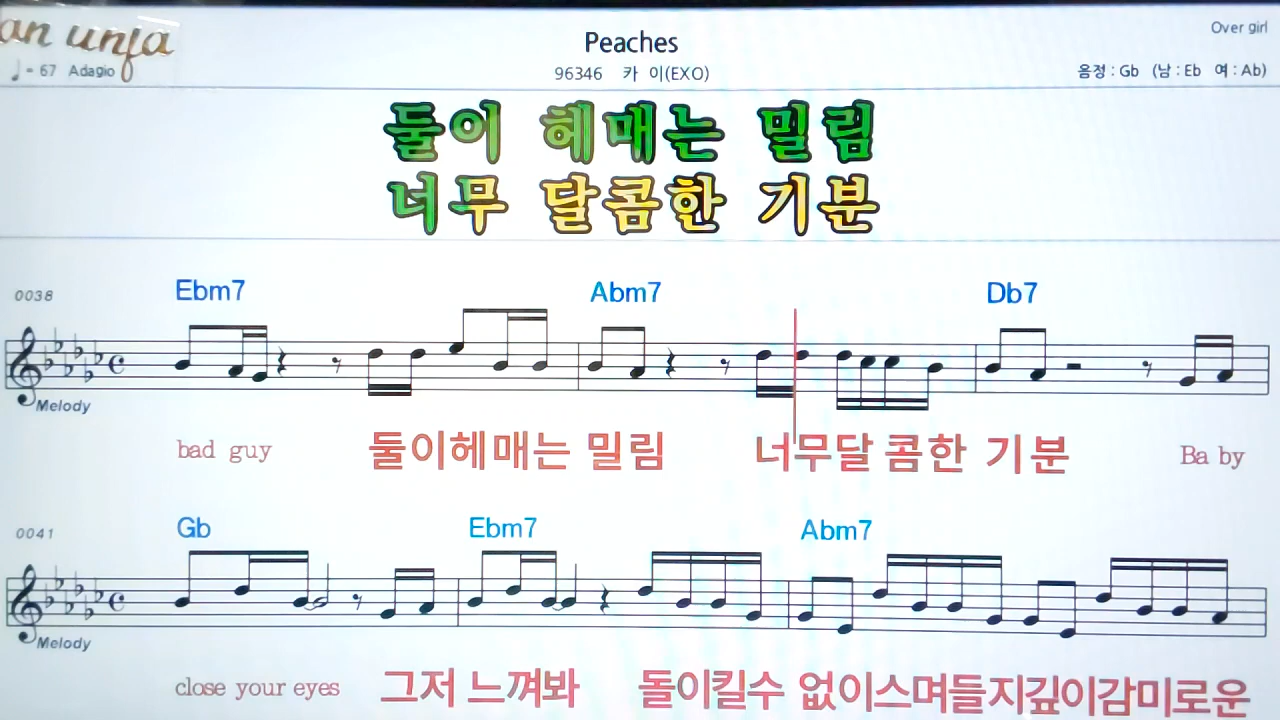 an unja
Peaches
Over girl
♩= 67 Adagio
96346 카 이(EXO)
음정 : Gb (남 : Eb 여 : Ab)
둘이 헤매는 밀림
너무 달콤한 기분
0038 Ebm7 Abm7 Db7
Melody
bad guy 둘이헤매는 밀림 너무달 콤한 기분 Ba by
0041 Gb Ebm7 Abm7
Melody
close your eyes 그저 느껴봐 돌이킬수 없이스며들지깊이감미로운